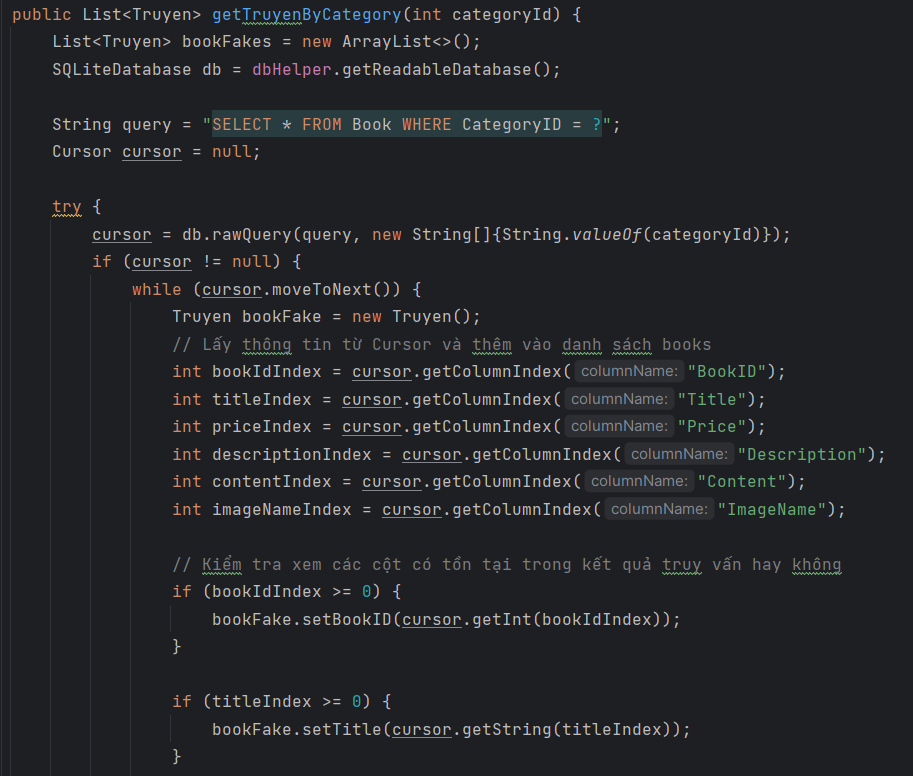 public List<Truyen> getTruyenByCategory(int categoryId) {
List<Truyen> bookFakes = new ArrayList<>();
SQLiteDatabase db = dbHelper.getReadableDatabase();
String query = "SELECT * FROM Book WHERE CategoryID = ?";
Cursor cursor = null;
try {
cursor = db.rawQuery(query, new String[]{String.valueOf(categoryId)});
if (cursor != null) {
while (cursor.moveToNext()) {
Truyen bookFake = new Truyen();
// Lấy thông tin từ Cursor và thêm vào danh sách books
int bookIdIndex = cursor.getColumnIndex( columnName: "BookID");
int titleIndex = cursor.getColumnIndex( columnName: "Title");
int priceIndex = cursor.getColumnIndex( columnName: "Price");
int descriptionIndex = cursor.getColumnIndex( columnName: "Description");
int contentIndex = cursor.getColumnIndex( columnName: "Content");
int imageNameIndex = cursor.getColumnIndex( columnName: "ImageName");
// Kiểm tra xem các cột có tồn tại trong kết quả truy vấn hay không
if (bookIdIndex >= 0) {
bookFake.setBookID(cursor.getInt(bookIdIndex));
}
if (titleIndex >= 0) {
bookFake.setTitle(cursor.getString(titleIndex));
}